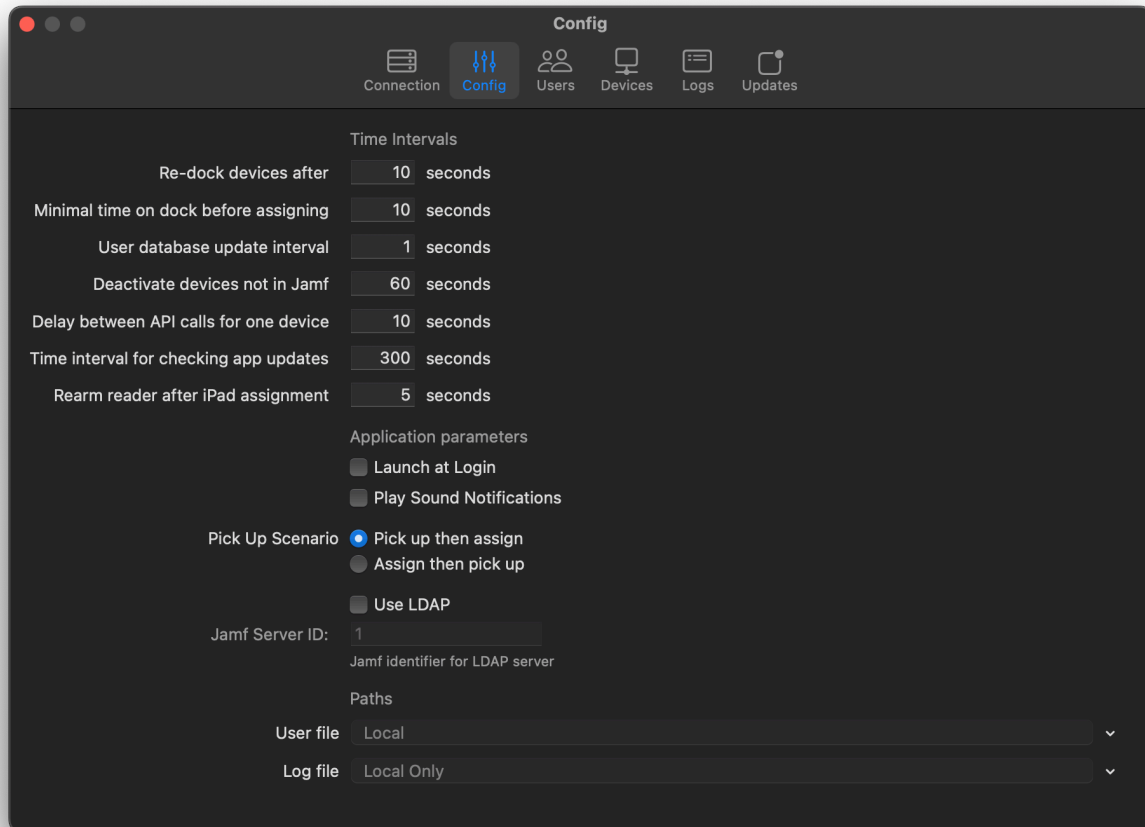 Config
Connection Config Users Devices Logs Updates
Time Intervals
Re-dock devices after 10 seconds
Minimal time on dock before assigning 10 seconds
User database update interval 1 seconds
Deactivate devices not in Jamf 60 seconds
Delay between API calls for one device 10 seconds
Time interval for checking app updates 300 seconds
Rearm reader after iPad assignment 5 seconds
Application parameters
Launch at Login
Play Sound Notifications
Pick Up Scenario Pick up then assign
Assign then pick up
Use LDAP
Jamf Server ID: 1
Jamf identifier for LDAP server
Paths
User file Local
Log file Local Only